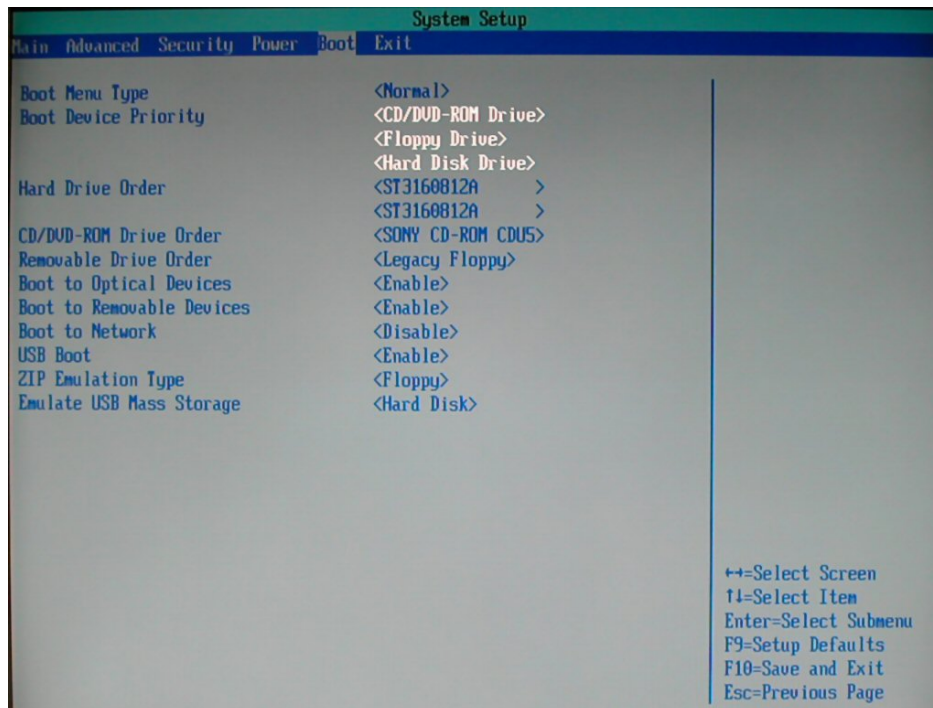 System Setup
Main Advanced Security Power Boot Exit
Boot Menu Type <Normal>
Boot Device Priority <CD/DVD-ROM Drive>
<Floppy Drive>
<Hard Disk Drive>
Hard Drive Order <ST3160812A >
<ST3160812A >
CD/DVD-ROM Drive Order <SONY CD-ROM CDU5>
Removable Drive Order <Legacy Floppy>
Boot to Optical Devices <Enable>
Boot to Removable Devices <Enable>
Boot to Network <Disable>
USB Boot <Enable>
ZIP Emulation Type <Floppy>
Emulate USB Mass Storage <Hard Disk>
←→=Select Screen
↑↓=Select Item
Enter=Select Submenu
F9=Setup Defaults
F10=Save and Exit
Esc=Previous Page